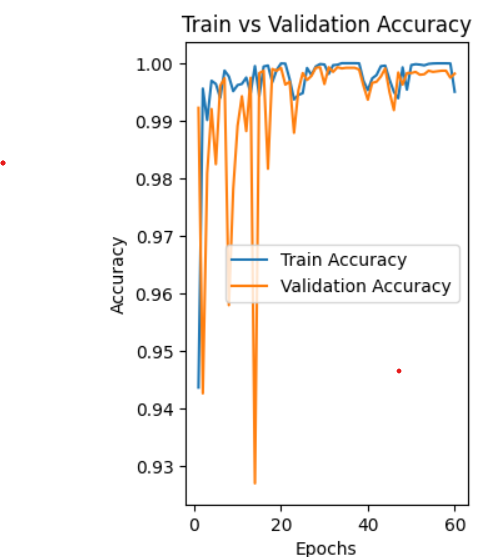 Train vs Validation Accuracy
1.00
0.99
0.98
0.97
0.96
0.95
0.94
0.93
Accuracy
Train Accuracy
Validation Accuracy
0 20 40 60
Epochs